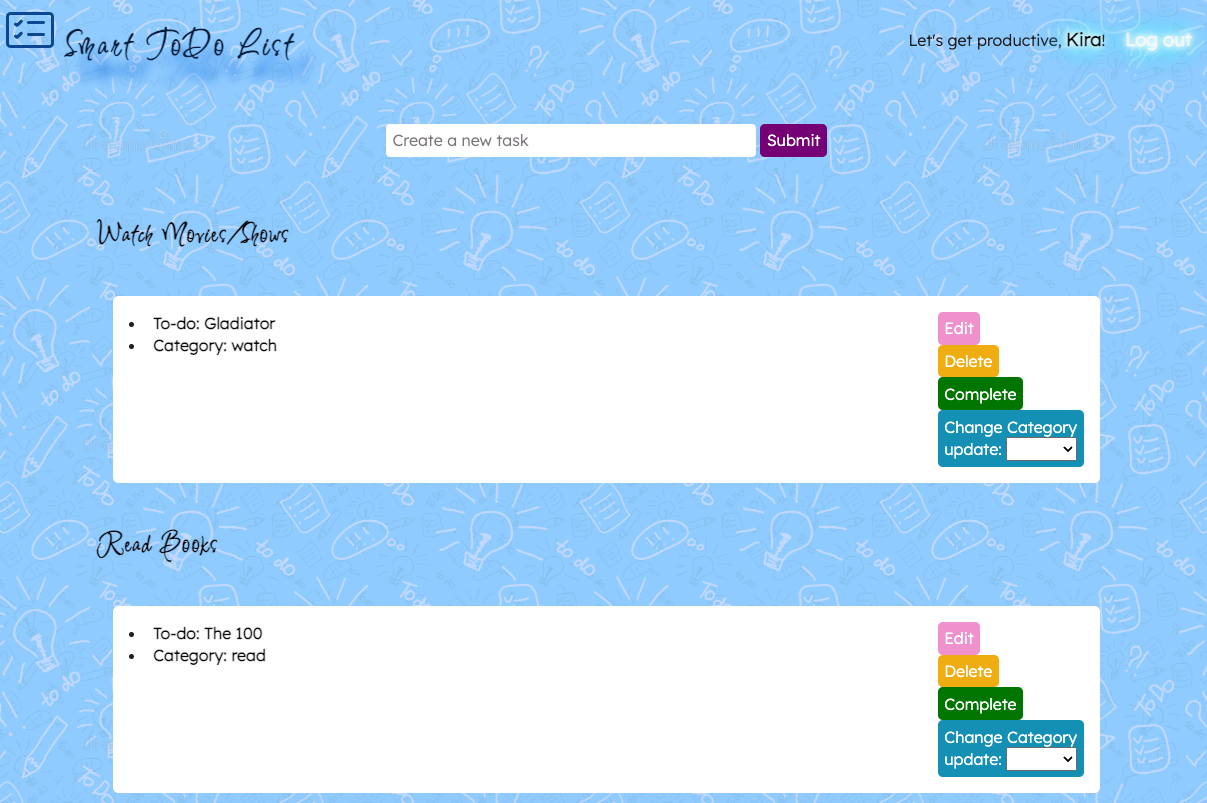 Smart ToDo List
Let's get productive, Kira!
Log out
Create a new task
Submit
Watch Movies/Shows
To-do: Gladiator
Category: watch
Edit
Delete
Complete
Change Category
update:
Read Books
To-do: The 100
Category: read
Edit
Delete
Complete
Change Category
update: